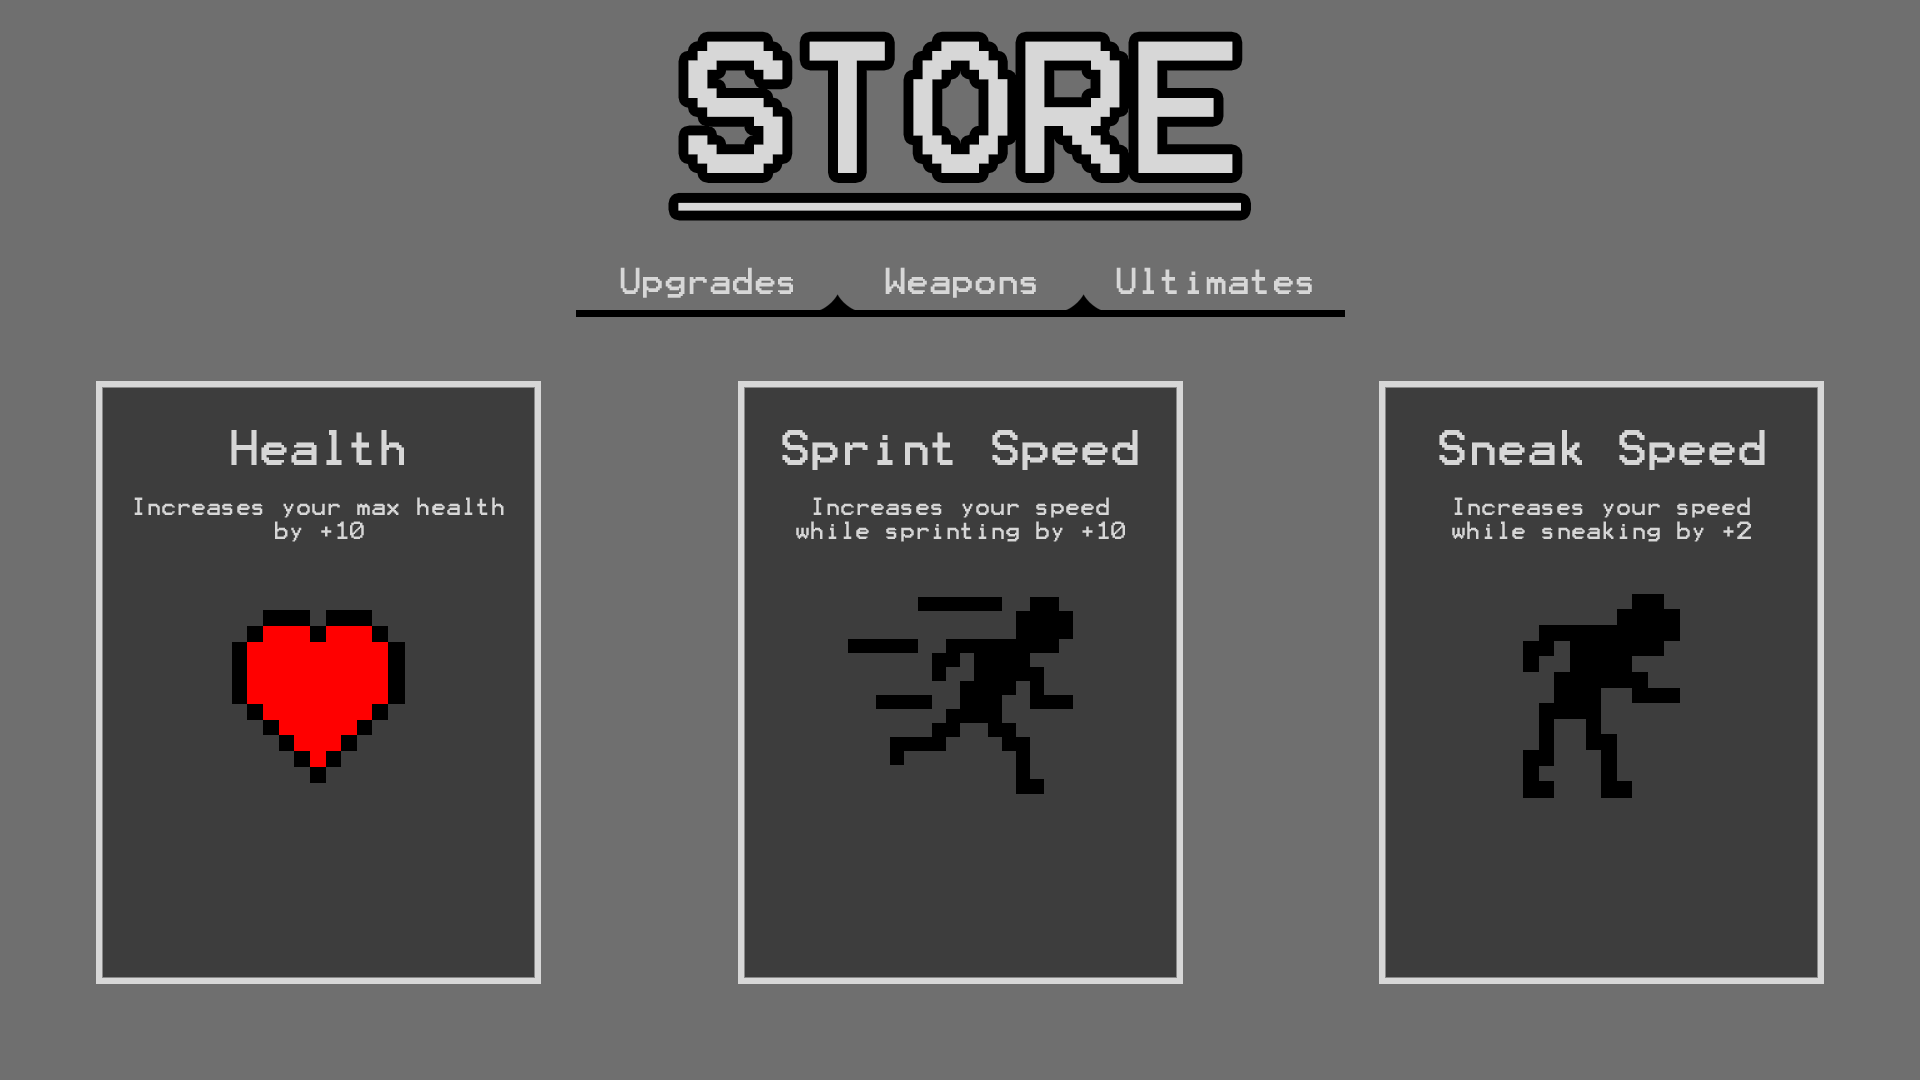 STORE
Upgrades Weapons Ultimates
Health
Increases your max health
by +10
Sprint Speed
Increases your speed
while sprinting by +10
Sneak Speed
Increases your speed
while sneaking by +2